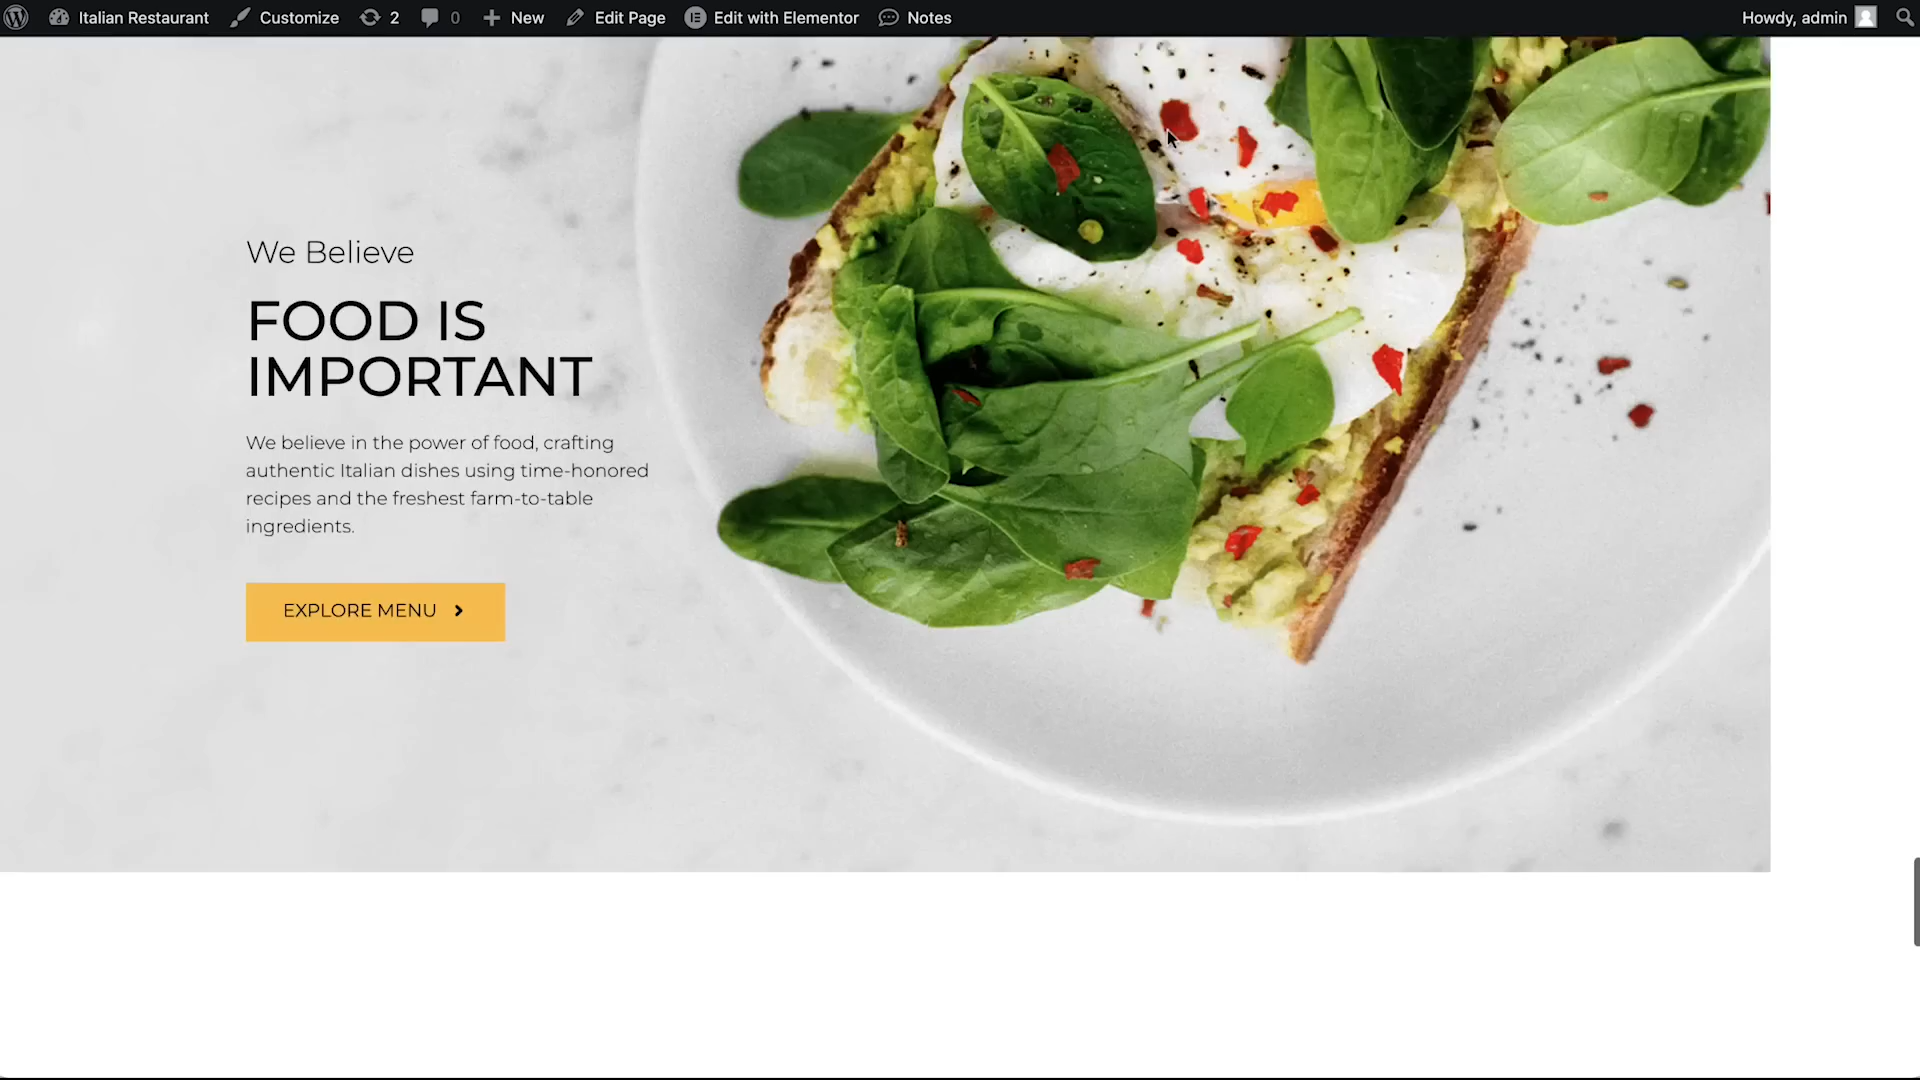 Italian Restaurant Customize 2 0 New Edit Page Edit with Elementor Notes Howdy, admin
We Believe
FOOD IS
IMPORTANT
We believe in the power of food, crafting
authentic Italian dishes using time-honored
recipes and the freshest farm-to-table
ingredients.
EXPLORE MENU